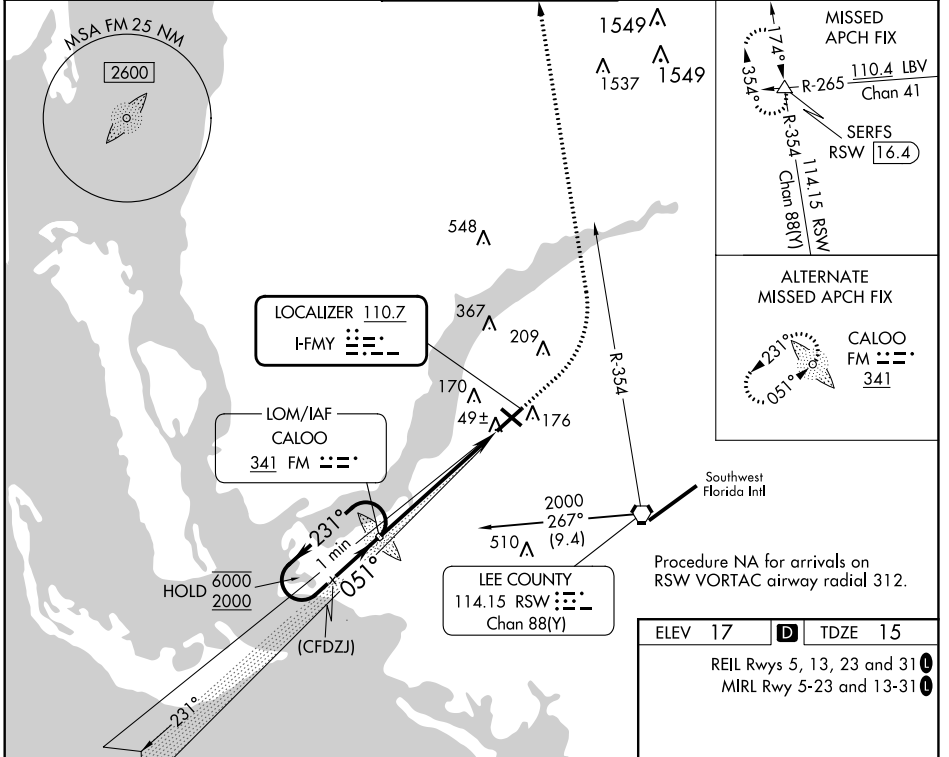 MSA FM 25 NM
2600
1549
1537
1549
MISSED
APCH FIX
174°
354°
R-265
110.4 LBV
Chan 41
R-354
114.15 RSW
Chan 88(Y)
SERFS
RSW 16.4
ALTERNATE
MISSED APCH FIX
231°
051°
CALOO
FM
341
548
LOCALIZER 110.7
I-FMY
367
209
R-354
170
49±
176
LOM/IAF
CALOO
341 FM
231°
1 min
051°
HOLD
6000
2000
(CFDZJ)
231°
2000
267°
(9.4)
510
Southwest
Florida Intl
LEE COUNTY
114.15 RSW
Chan 88(Y)
Procedure NA for arrivals on
RSW VORTAC airway radial 312.
ELEV 17 D TDZE 15
REIL Rwys 5, 13, 23 and 31 L
MIRL Rwy 5-23 and 13-31 L